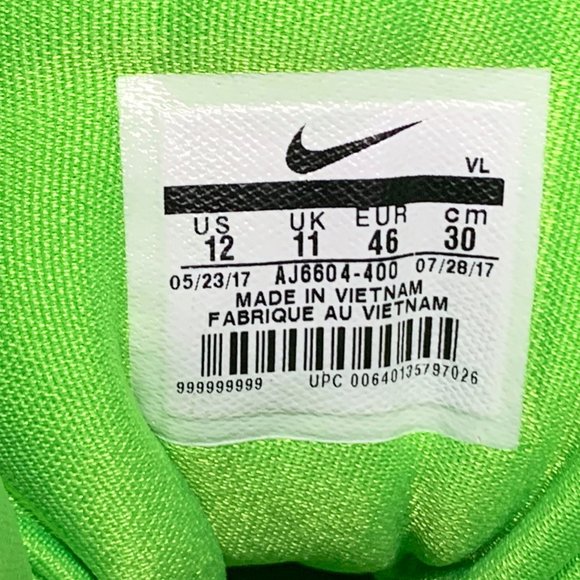 VL
US UK EUR cm
12 11 46 30
05/23/17 AJ6604-400 07/28/17
MADE IN VIETNAM
FABRIQUE AU VIETNAM
999999999 UPC 00640135797026